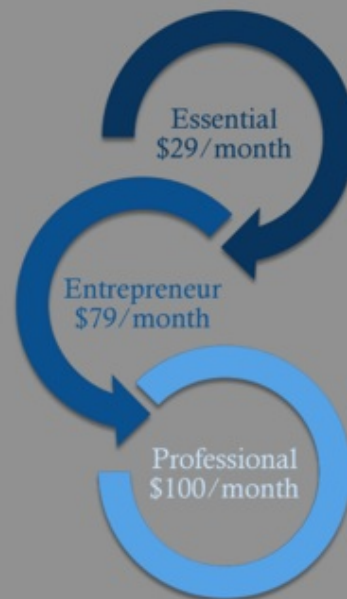 Essential
$29/month
Entrepreneur
$79/month
Professional
$100/month